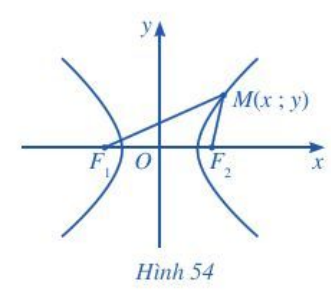 y
M(x ; y)
F₁ O F₂ x
Hình 54